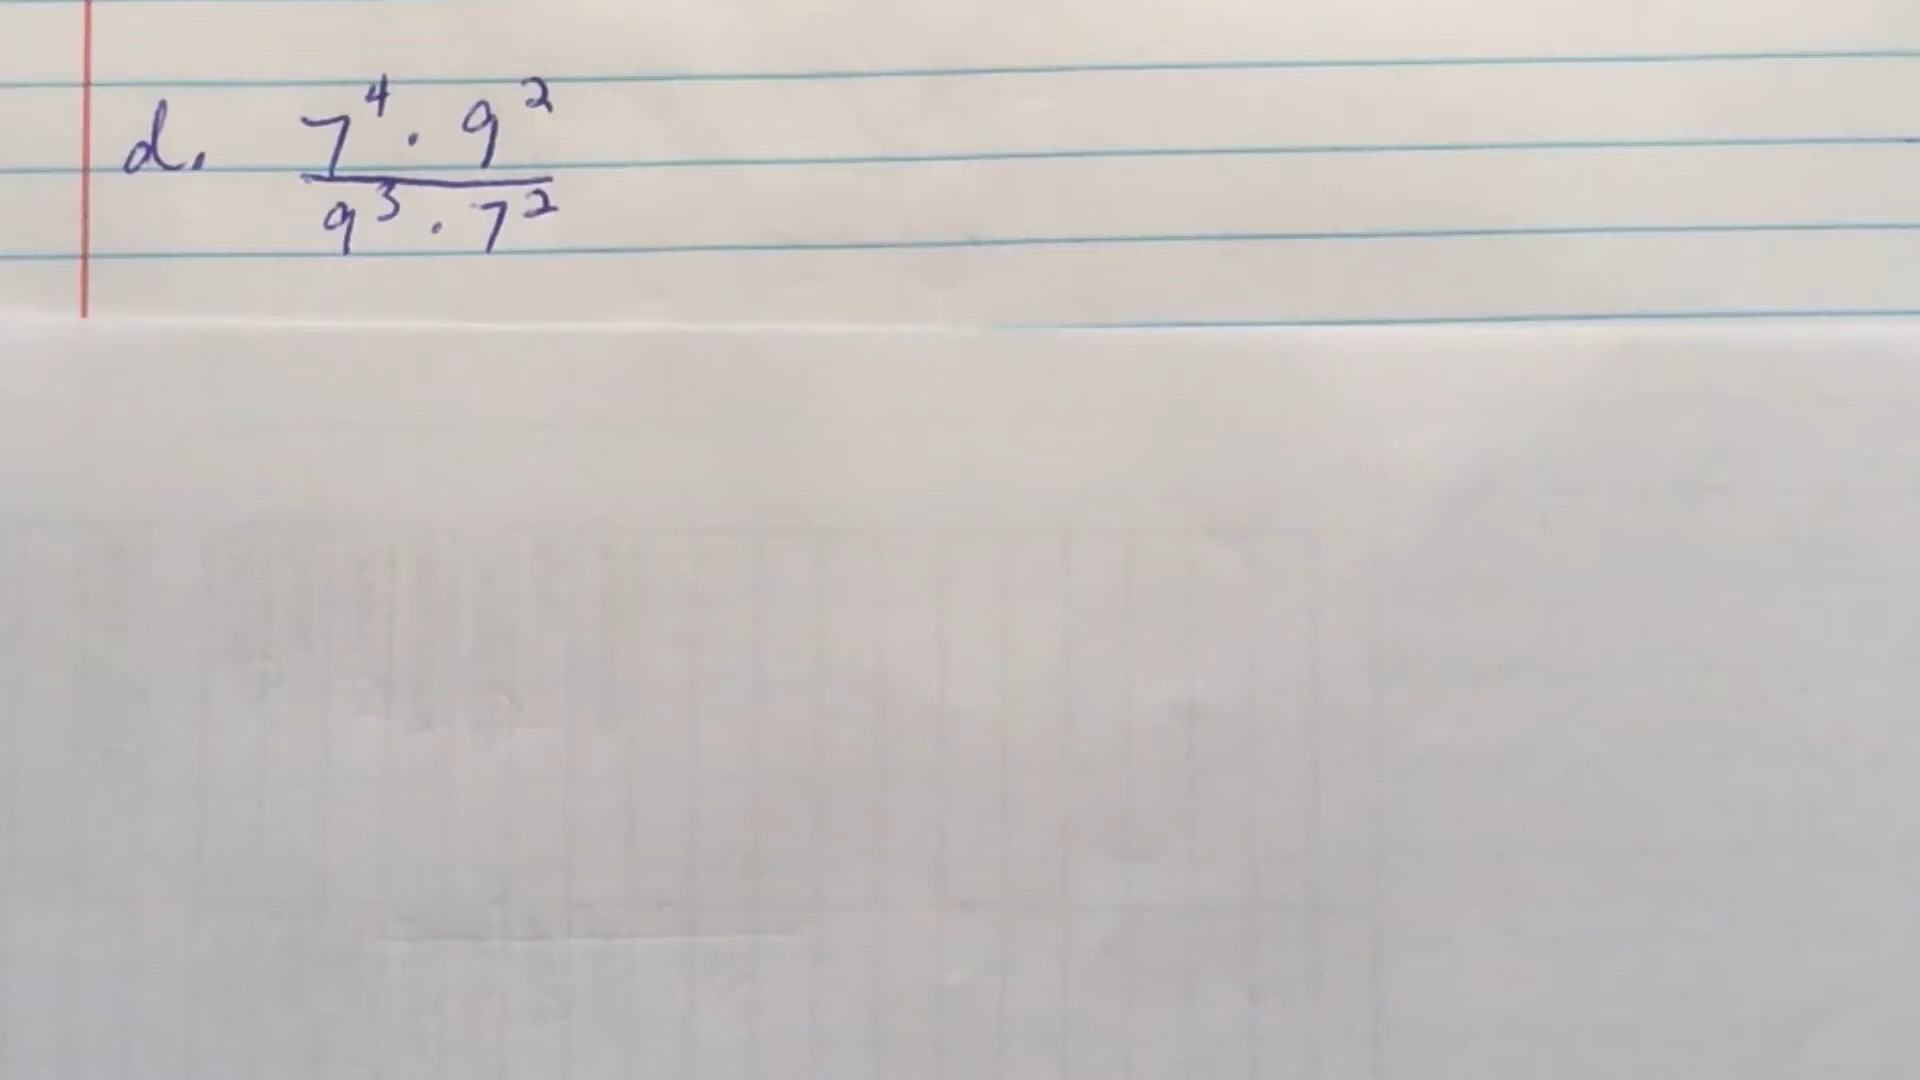 d. 7⁴ · 9²
9³ · 7²